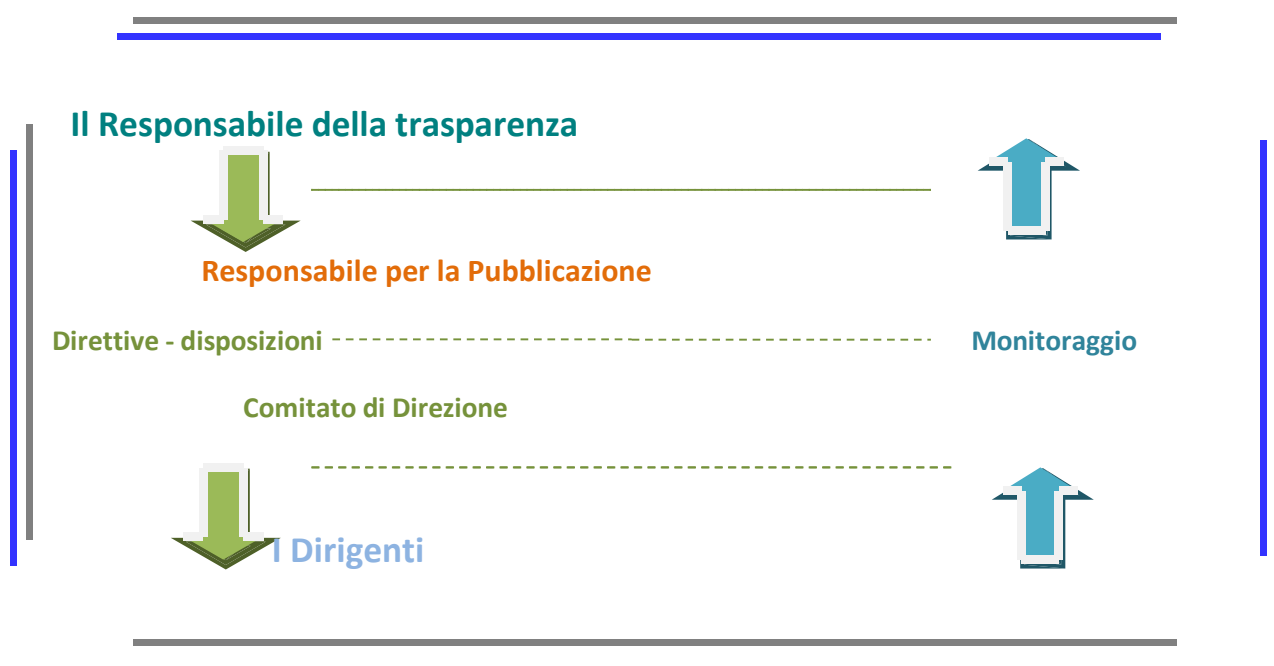 Il Responsabile della trasparenza
Responsabile per la Pubblicazione
Direttive - disposizioni
Monitoraggio
Comitato di Direzione
I Dirigenti